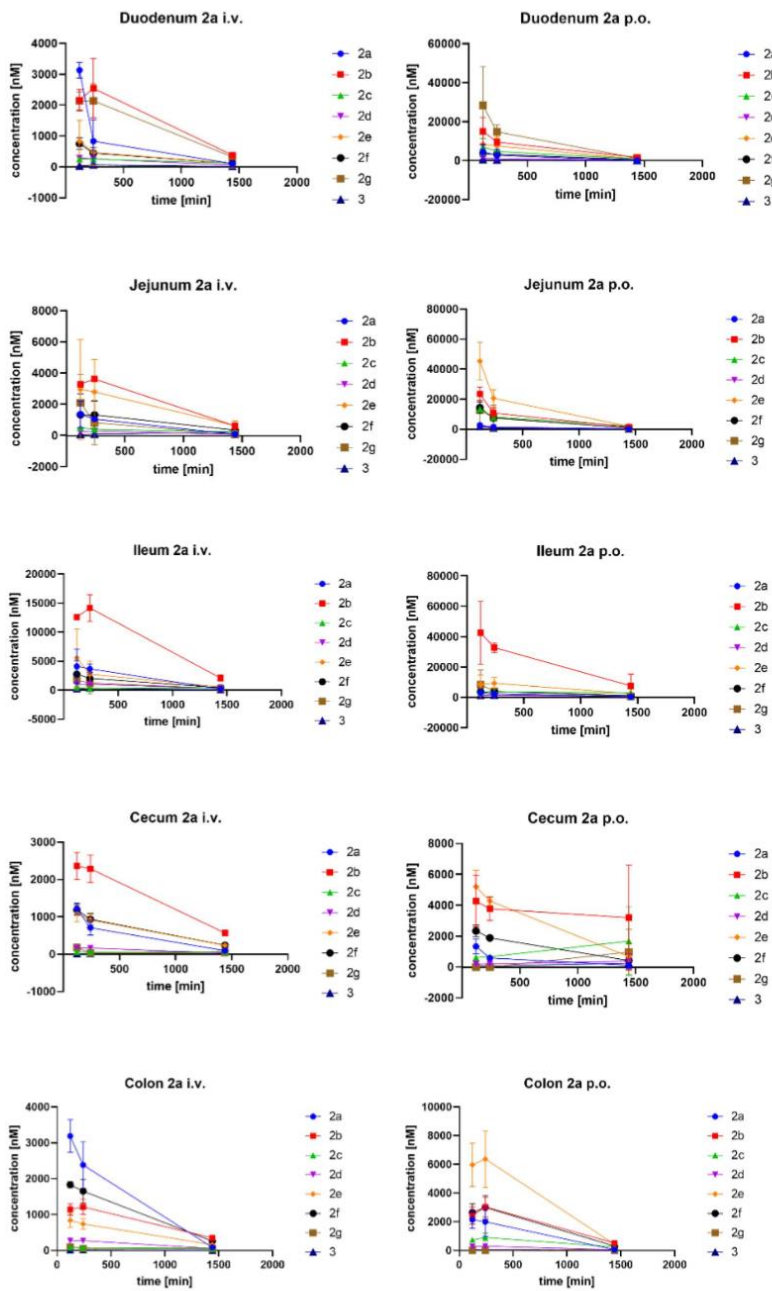 Duodenum 2a i.v.
concentration [nM]
4000
3000
2000
1000
0
-1000
500
1000
1500
2000
time [min]
2a
2b
2c
2d
2e
2f
2g
3
Duodenum 2a p.o.
concentration [nM]
60000
40000
20000
0
-20000
500
1000
1500
2000
time [min]
2a
2b
2c
2d
2e
2f
2g
3
Jejunum 2a i.v.
concentration [nM]
8000
6000
4000
2000
0
-2000
500
1000
1500
2000
time [min]
2a
2b
2c
2d
2e
2f
2g
3
Jejunum 2a p.o.
concentration [nM]
80000
60000
40000
20000
0
-20000
500
1000
1500
2000
time [min]
2a
2b
2c
2d
2e
2f
2g
3
Ileum 2a i.v.
concentration [nM]
20000
15000
10000
5000
0
-5000
500
1000
1500
2000
time [min]
2a
2b
2c
2d
2e
2f
2g
3
Ileum 2a p.o.
concentration [nM]
80000
60000
40000
20000
0
-20000
500
1000
1500
2000
time [min]
2a
2b
2c
2d
2e
2f
2g
3
Cecum 2a i.v.
concentration [nM]
3000
2000
1000
0
-1000
500
1000
1500
2000
time [min]
2a
2b
2c
2d
2e
2f
2g
3
Cecum 2a p.o.
concentration [nM]
8000
6000
4000
2000
0
-2000
500
1000
1500
2000
time [min]
2a
2b
2c
2d
2e
2f
2g
3
Colon 2a i.v.
concentration [nM]
4000
3000
2000
1000
0
0
500
1000
1500
2000
time [min]
2a
2b
2c
2d
2e
2f
2g
3
Colon 2a p.o.
concentration [nM]
10000
8000
6000
4000
2000
0
0
500
1000
1500
2000
time [min]
2a
2b
2c
2d
2e
2f
2g
3